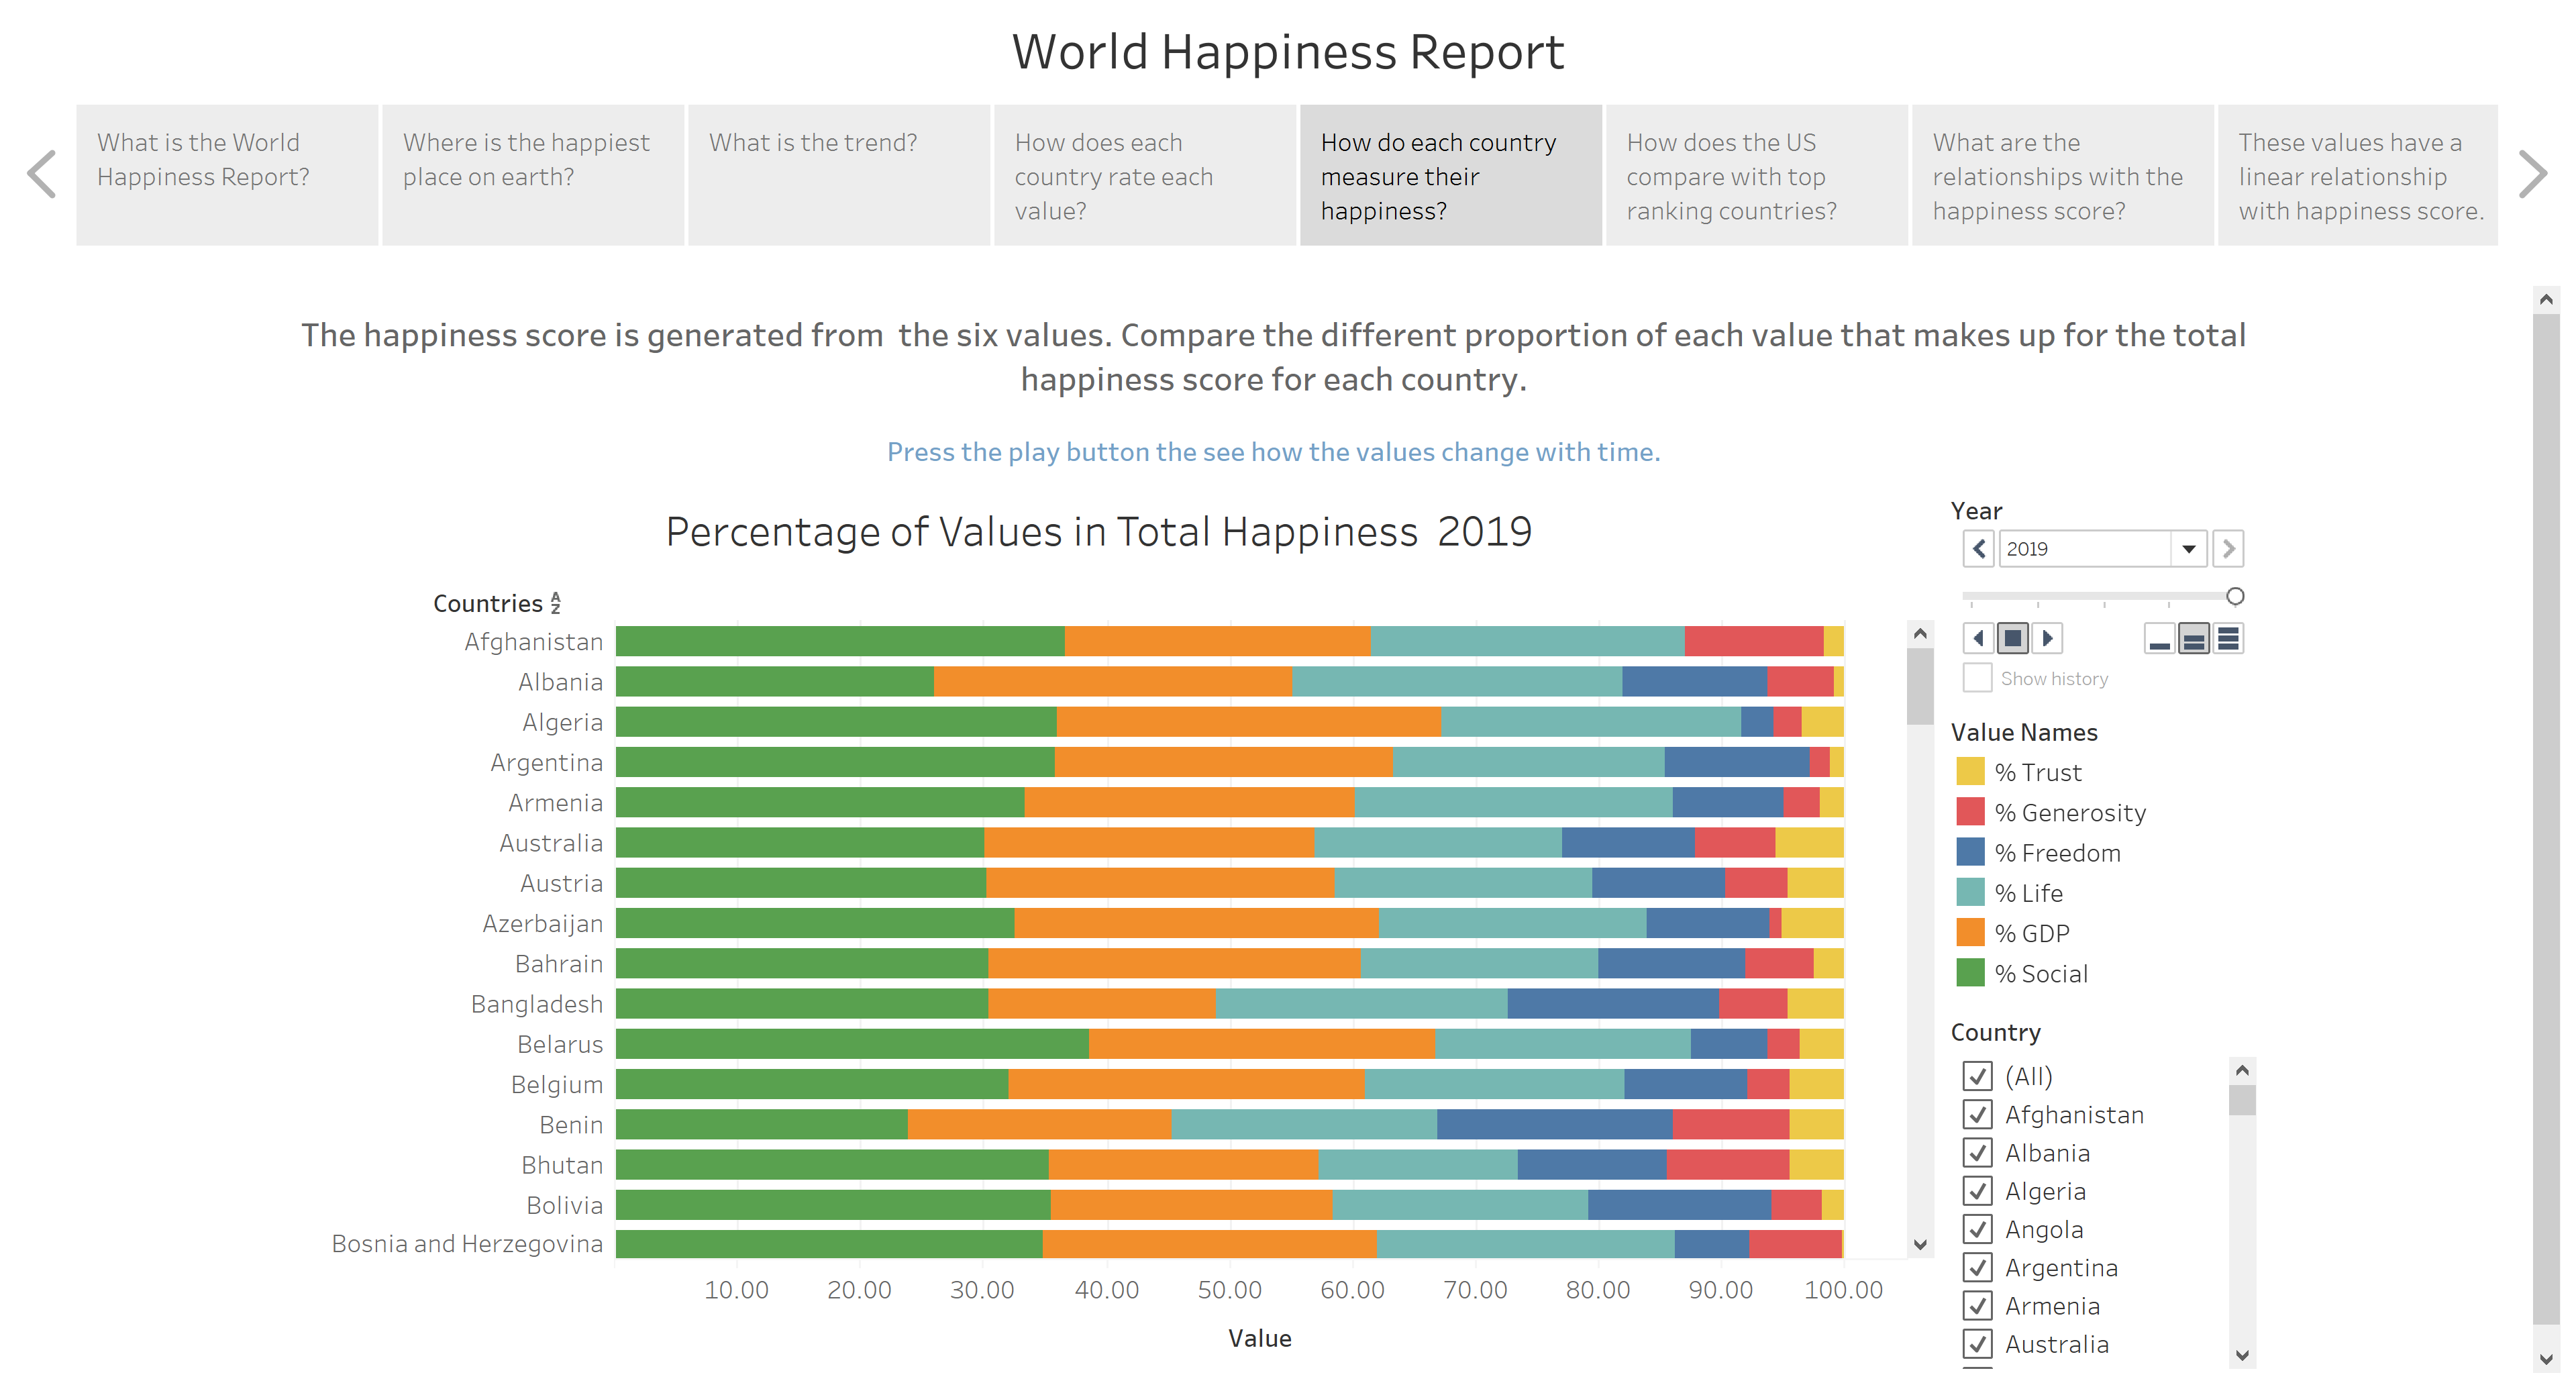 World Happiness Report
What is the World
Happiness Report?
Where is the happiest
place on earth?
What is the trend?
How does each
country rate each
value?
How do each country
measure their
happiness?
How does the US
compare with top
ranking countries?
What are the
relationships with the
happiness score?
These values have a
linear relationship
with happiness score.
The happiness score is generated from  the six values. Compare the different proportion of each value that makes up for the total
happiness score for each country.
Press the play button the see how the values change with time.
Percentage of Values in Total Happiness  2019
Countries
Afghanistan
Albania
Algeria
Argentina
Armenia
Australia
Austria
Azerbaijan
Bahrain
Bangladesh
Belarus
Belgium
Benin
Bhutan
Bolivia
Bosnia and Herzegovina
10.00 20.00 30.00 40.00 50.00 60.00 70.00 80.00 90.00 100.00
Value
Year
2019
Show history
Value Names
% Trust
% Generosity
% Freedom
% Life
% GDP
% Social
Country
(All)
Afghanistan
Albania
Algeria
Angola
Argentina
Armenia
Australia